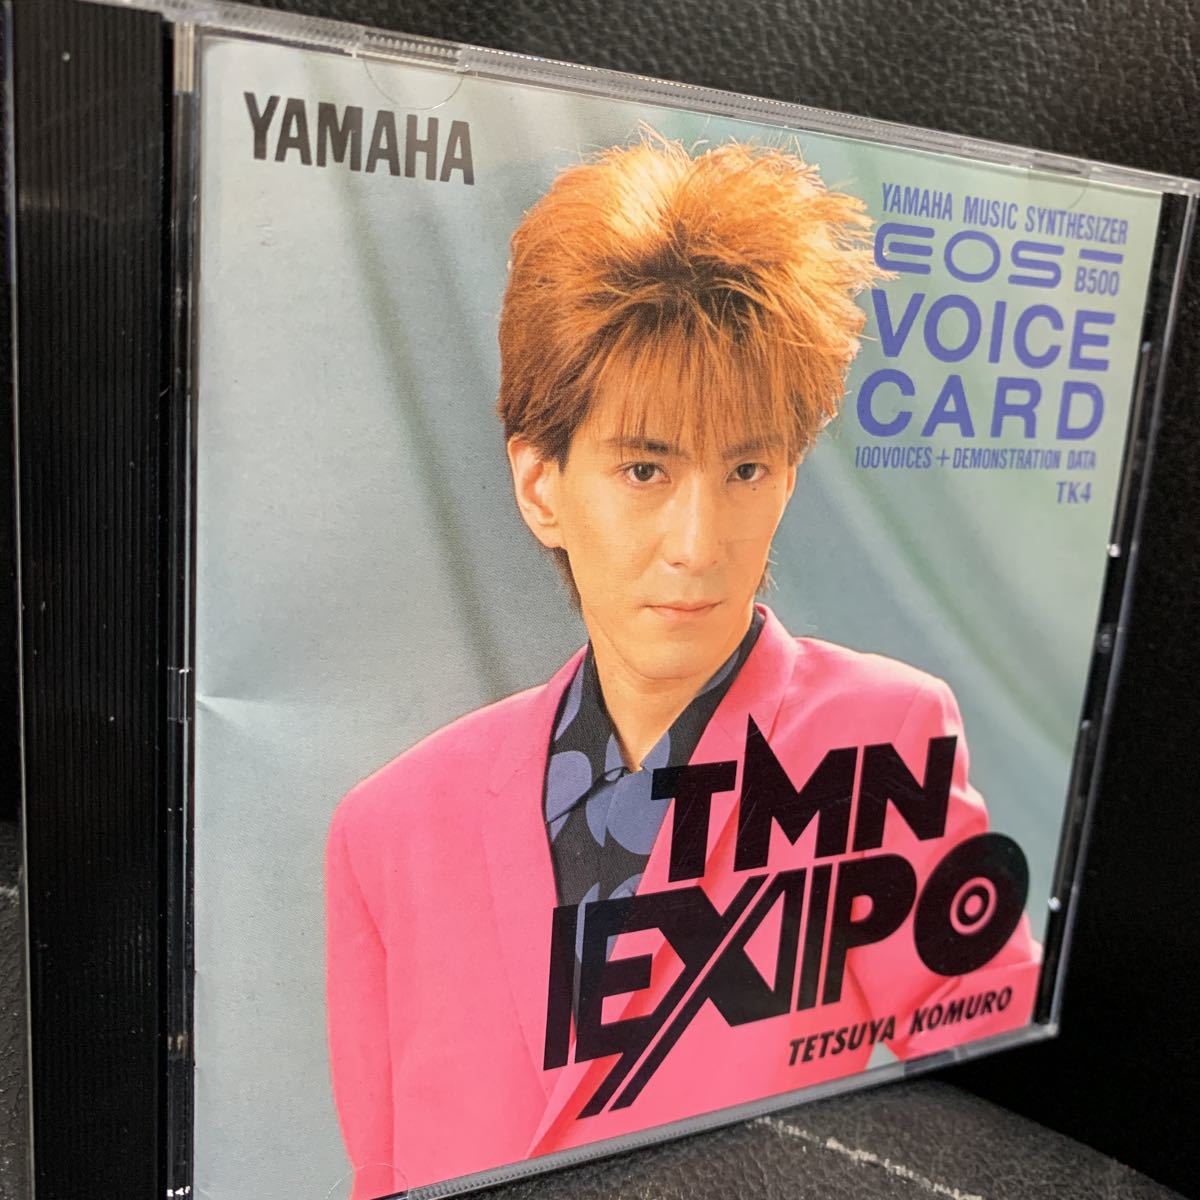 YAMAHA
YAMAHA MUSIC SYNTHESIZER
EOS
B500
VOICE
CARD
100VOICES+DEMONSTRATION DATA
TK4
TMN
EXPO
TETSUYA KOMURO